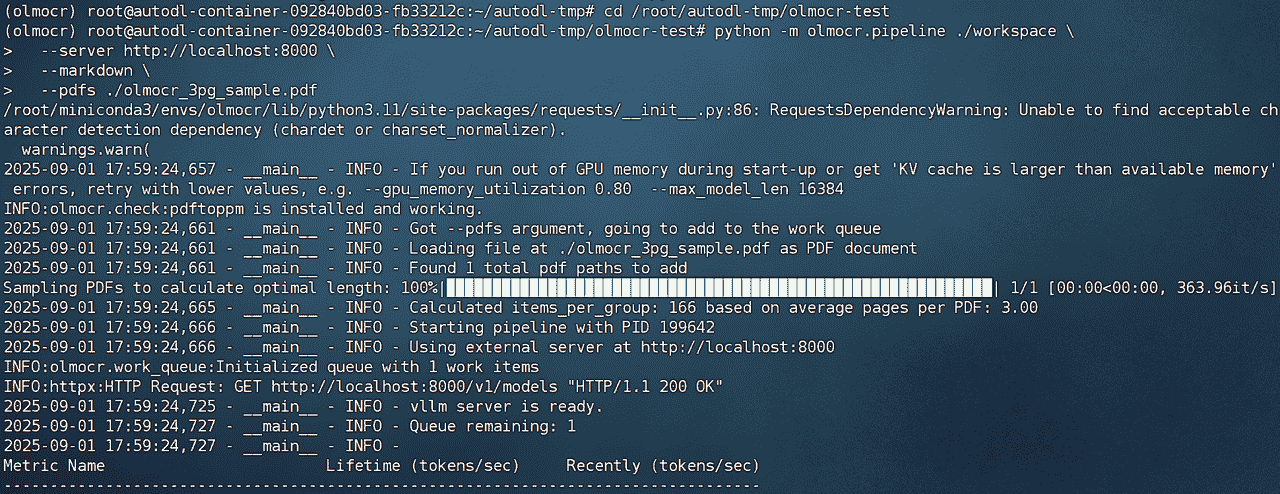 (olmocr) root@autodl-container-092840bd03-fb33212c:~/autodl-tmp# cd /root/autodl-tmp/olmocr-test
(olmocr) root@autodl-container-092840bd03-fb33212c:~/autodl-tmp/olmocr-test# python -m olmocr.pipeline ./workspace \
>   --server http://localhost:8000 \
>   --markdown \
>   --pdfs ./olmocr_3pg_sample.pdf
/root/miniconda3/envs/olmocr/lib/python3.11/site-packages/requests/__init__.py:86: RequestsDependencyWarning: Unable to find acceptable ch
aracter detection dependency (chardet or charset_normalizer).
  warnings.warn(
2025-09-01 17:59:24,657 - __main__ - INFO - If you run out of GPU memory during start-up or get 'KV cache is larger than available memory'
 errors, retry with lower values, e.g. --gpu_memory_utilization 0.80  --max_model_len 16384
INFO:olmocr.check:pdftoppm is installed and working.
2025-09-01 17:59:24,661 - __main__ - INFO - Got --pdfs argument, going to add to the work queue
2025-09-01 17:59:24,661 - __main__ - INFO - Loading file at ./olmocr_3pg_sample.pdf as PDF document
2025-09-01 17:59:24,661 - __main__ - INFO - Found 1 total pdf paths to add
Sampling PDFs to calculate optimal length: 100%|██████████| 1/1 [00:00<00:00, 363.96it/s]
2025-09-01 17:59:24,665 - __main__ - INFO - Calculated items_per_group: 166 based on average pages per PDF: 3.00
2025-09-01 17:59:24,666 - __main__ - INFO - Starting pipeline with PID 199642
2025-09-01 17:59:24,666 - __main__ - INFO - Using external server at http://localhost:8000
INFO:olmocr.work_queue:Initialized queue with 1 work items
INFO:httpx:HTTP Request: GET http://localhost:8000/v1/models "HTTP/1.1 200 OK"
2025-09-01 17:59:24,725 - __main__ - INFO - vllm server is ready.
2025-09-01 17:59:24,727 - __main__ - INFO - Queue remaining: 1
2025-09-01 17:59:24,727 - __main__ - INFO -
Metric Name                        Lifetime (tokens/sec)     Recently (tokens/sec)
----------------------------------------------------------------------------------